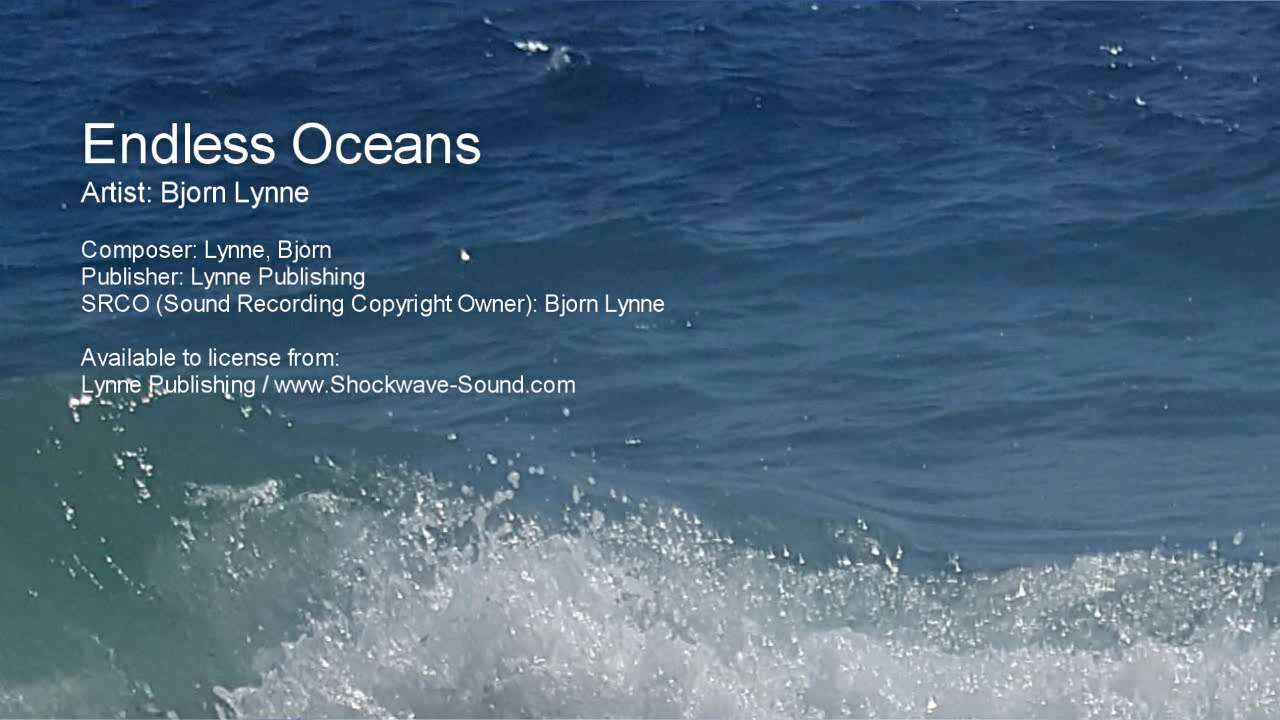 Endless Oceans
Artist: Bjorn Lynne
Composer: Lynne, Bjorn
Publisher: Lynne Publishing
SRCO (Sound Recording Copyright Owner): Bjorn Lynne
Available to license from:
Lynne Publishing / www.Shockwave-Sound.com